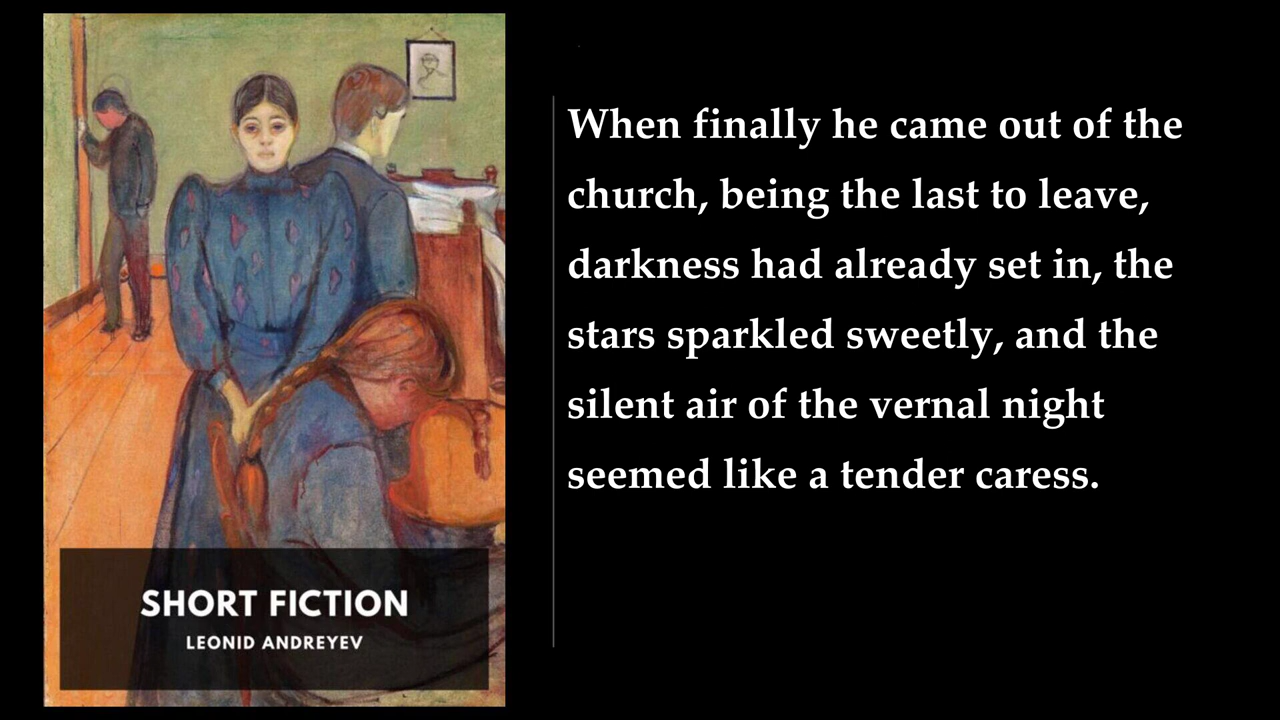 When finally he came out of the
church, being the last to leave,
darkness had already set in, the
stars sparkled sweetly, and the
silent air of the vernal night
seemed like a tender caress.
SHORT FICTION
LEONID ANDREYEV